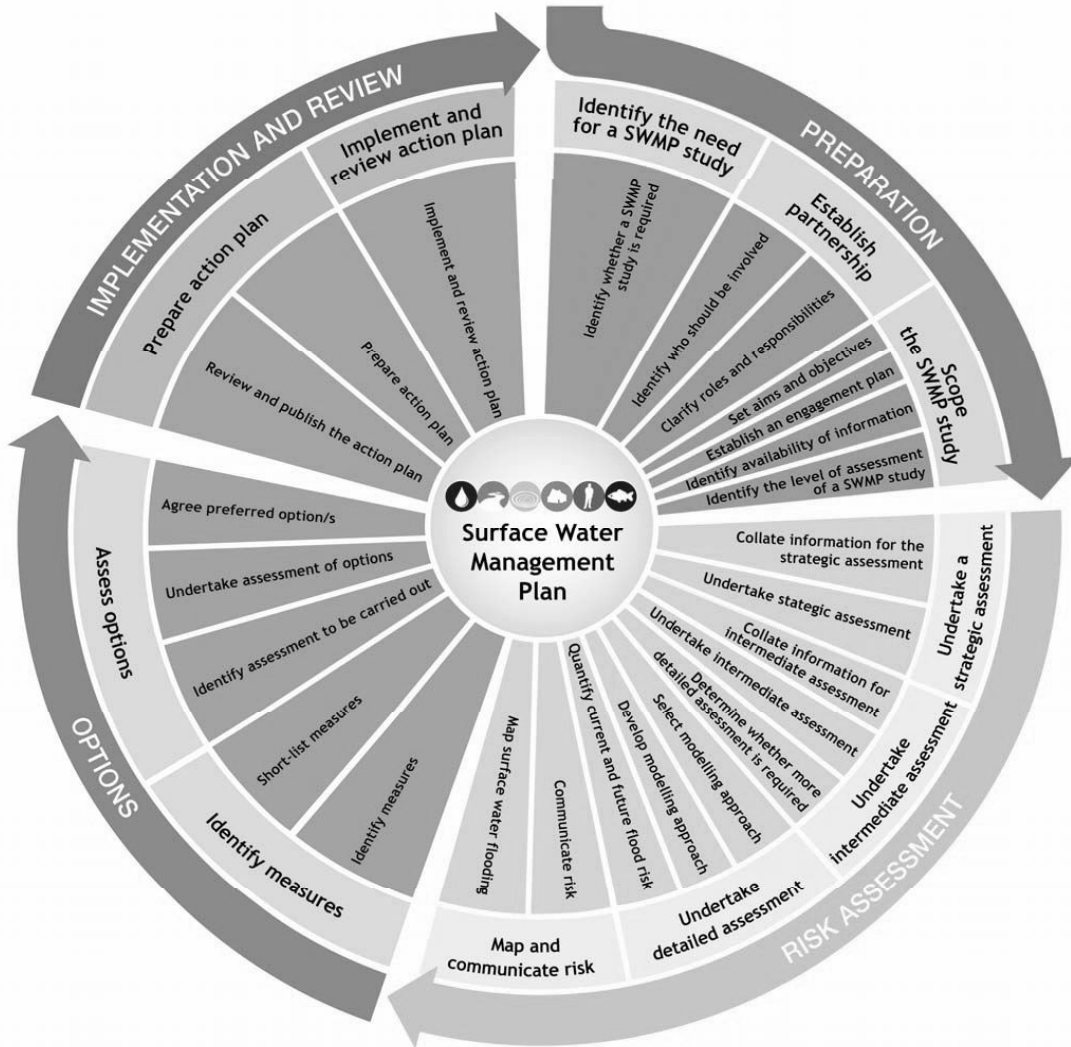 Surface Water
Management
Plan
PREPARATION
Identify the need
for a SWMP study
Identify whether a SWMP
study is required
Establish
partnership
Identify who should be involved
Clarify roles and responsibilities
Scope
the SWMP study
Set aims and objectives
Establish an engagement plan
Identify availability of information
Identify the level of assessment
of a SWMP study
RISK ASSESSMENT
Undertake a
strategic assessment
Collate information for the
strategic assessment
Undertake stategic assessment
Undertake
intermediate assessment
Collate information for
intermediate assessment
Undertake intermediate assessment
Determine whether more
detailed assessment is required
Undertake
detailed assessment
Select modelling approach
Develop modelling approach
Quantify current and future flood risk
Map and
communicate risk
Communicate risk
Map surface water flooding
OPTIONS
Identify measures
Identify measures
Short-list measures
Assess options
Identify assessment to be carried out
Undertake assessment of options
Agree preferred option/s
IMPLEMENTATION AND REVIEW
Prepare action plan
Review and publish the action plan
Prepare action plan
Implement and
review action plan
Implement and review action plan